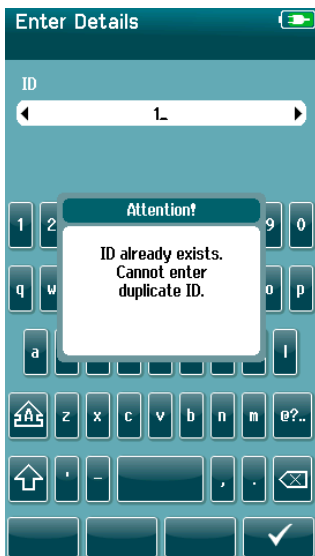 Enter Details
ID
1_
Attention!
1 2 9 0
ID already exists.
Cannot enter
duplicate ID.
q w o p
a l
z x c v b n m @?..
' - , .